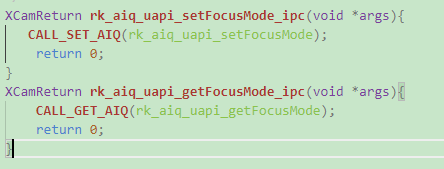 XCamReturn rk_aiq_uapi_setFocusMode_ipc(void *args){
CALL_SET_AIQ(rk_aiq_uapi_setFocusMode);
return 0;
}
XCamReturn rk_aiq_uapi_getFocusMode_ipc(void *args){
CALL_GET_AIQ(rk_aiq_uapi_getFocusMode);
return 0;
}